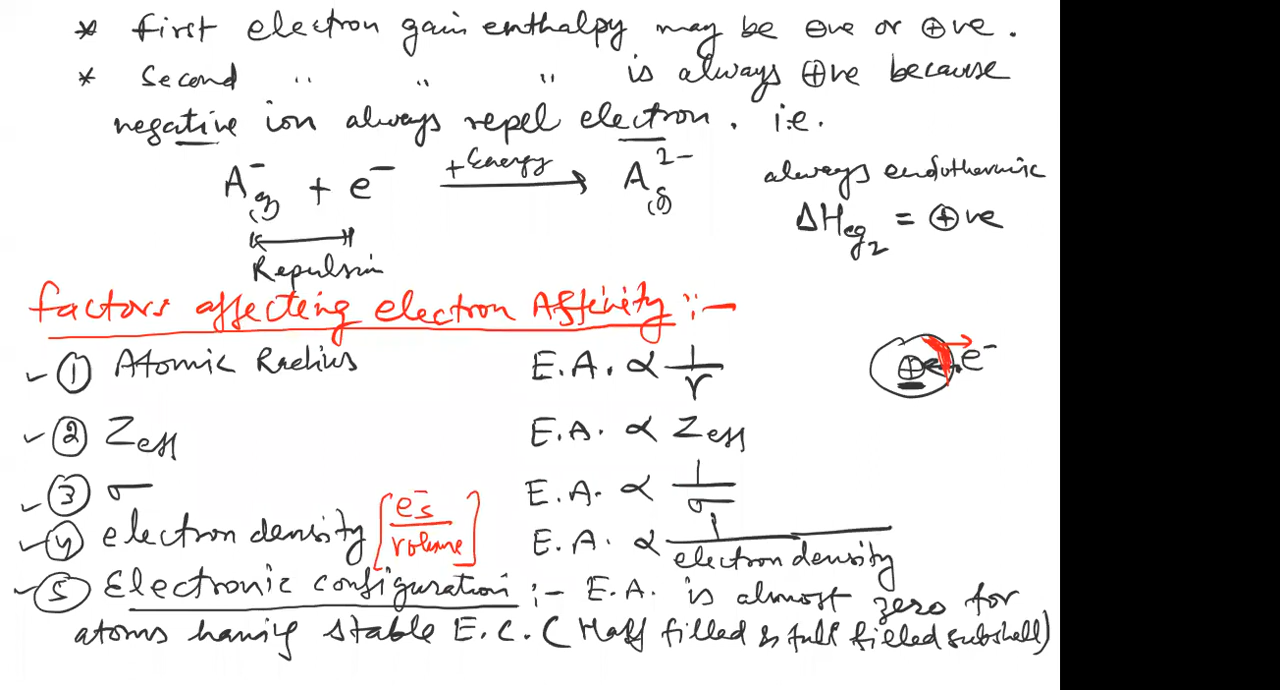 * First electron gain enthalpy may be ⊖ve or ⊕ve.
* Second " " " is always ⊕ve because
negative ion always repel electron. i.e.
A⁻(g) + e⁻ +Energy → A²⁻(g)
Repulsion
always endothermic
ΔHeg₂ = ⊕ve
Factors affecting electron Affinity :-
① Atomic Radius E.A. ∝ 1/r
⊕ e⁻
② Zeff E.A. ∝ Zeff
③ σ E.A. ∝ 1/σ
④ electron density [e⁻s/volume] E.A. ∝ 1/electron density
⑤ Electronic configuration :- E.A. is almost zero for
atoms having stable E.C. (Half filled & full filled subshell)